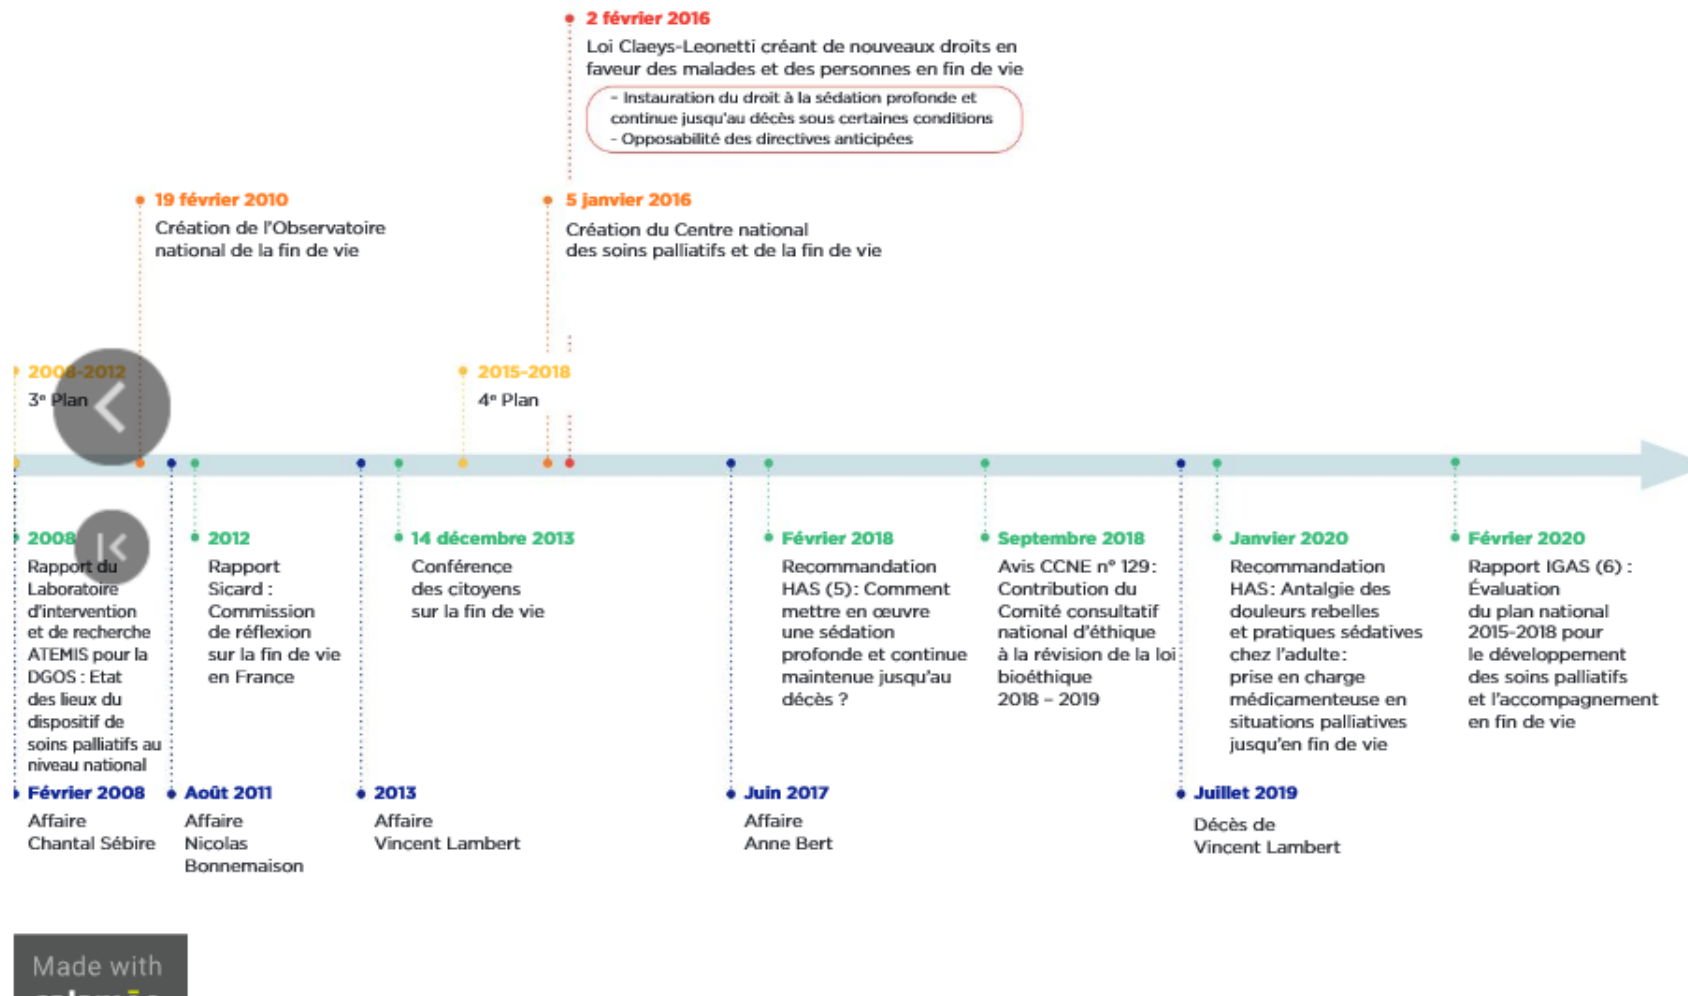 2 février 2016
Loi Claeys-Leonetti créant de nouveaux droits en
faveur des malades et des personnes en fin de vie
- Instauration du droit à la sédation profonde et
continue jusqu'au décès sous certaines conditions
- Opposabilité des directives anticipées
19 février 2010
Création de l'Observatoire
national de la fin de vie
5 janvier 2016
Création du Centre national
des soins palliatifs et de la fin de vie
2008-2012
3e Plan
2015-2018
4e Plan
2008
Rapport du
Laboratoire
d'intervention
et de recherche
ATEMIS pour la
DGOS : Etat
des lieux du
dispositif de
soins palliatifs au
niveau national
2012
Rapport
Sicard :
Commission
de réflexion
sur la fin de vie
en France
14 décembre 2013
Conférence
des citoyens
sur la fin de vie
Février 2018
Recommandation
HAS (5) : Comment
mettre en œuvre
une sédation
profonde et continue
maintenue jusqu'au
décès ?
Septembre 2018
Avis CCNE n° 129 :
Contribution du
Comité consultatif
national d'éthique
à la révision de la loi
bioéthique
2018 – 2019
Janvier 2020
Recommandation
HAS : Antalgie des
douleurs rebelles
et pratiques sédatives
chez l'adulte :
prise en charge
médicamenteuse en
situations palliatives
jusqu'en fin de vie
Février 2020
Rapport IGAS (6) :
Évaluation
du plan national
2015-2018 pour
le développement
des soins palliatifs
et l'accompagnement
en fin de vie
Février 2008
Affaire
Chantal Sébire
Août 2011
Affaire
Nicolas
Bonnemaison
2013
Affaire
Vincent Lambert
Juin 2017
Affaire
Anne Bert
Juillet 2019
Décès de
Vincent Lambert
Made with